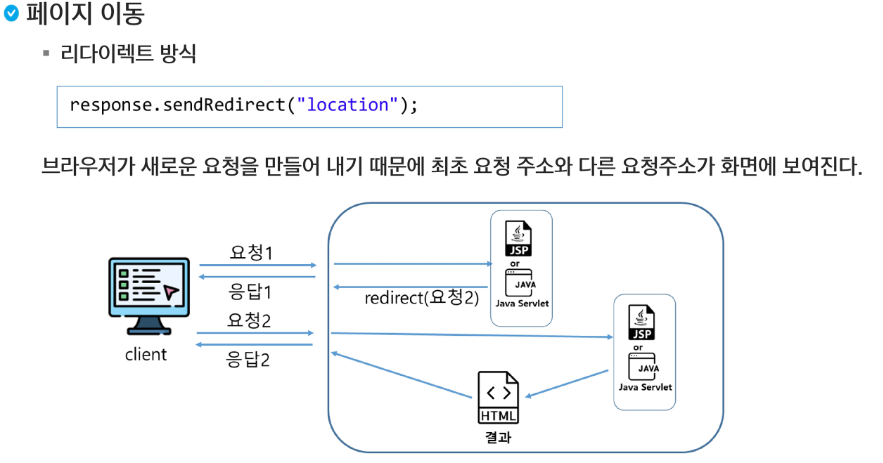 페이지 이동
리다이렉트 방식
response.sendRedirect("location");
브라우저가 새로운 요청을 만들어 내기 때문에 최초 요청 주소와 다른 요청주소가 화면에 보여진다.
요청1
응답1
요청2
응답2
client
redirect(요청2)
JSP
or
JAVA
Java Servlet
JSP
or
JAVA
Java Servlet
HTML
결과